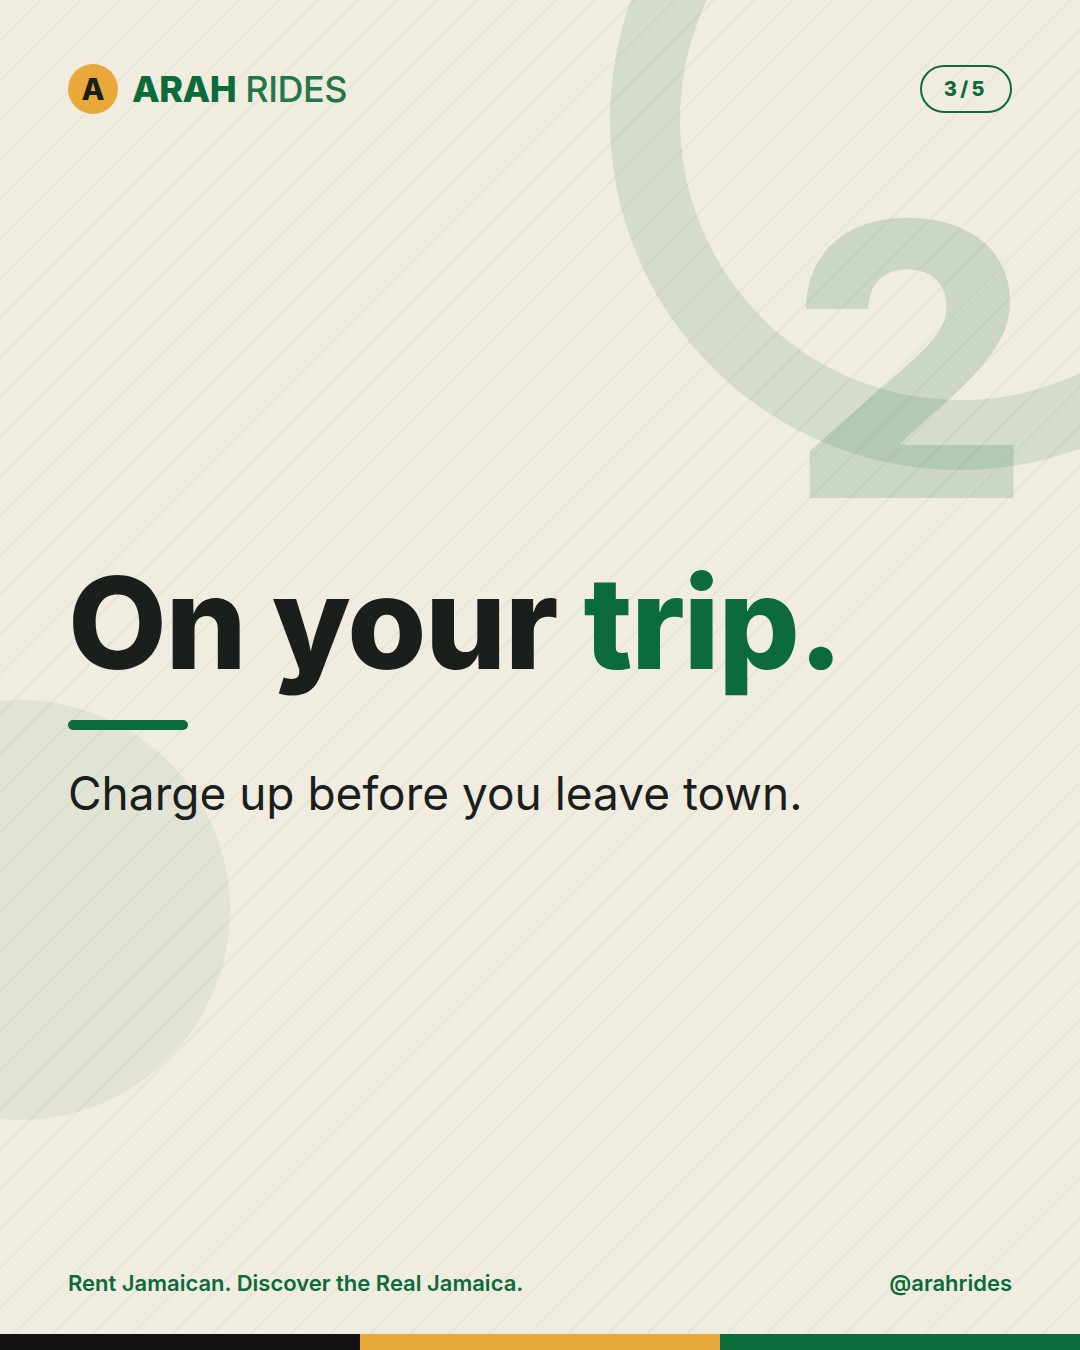 A ARAH RIDES
3/5
2
On your trip.
Charge up before you leave town.
Rent Jamaican. Discover the Real Jamaica.
@arahrides